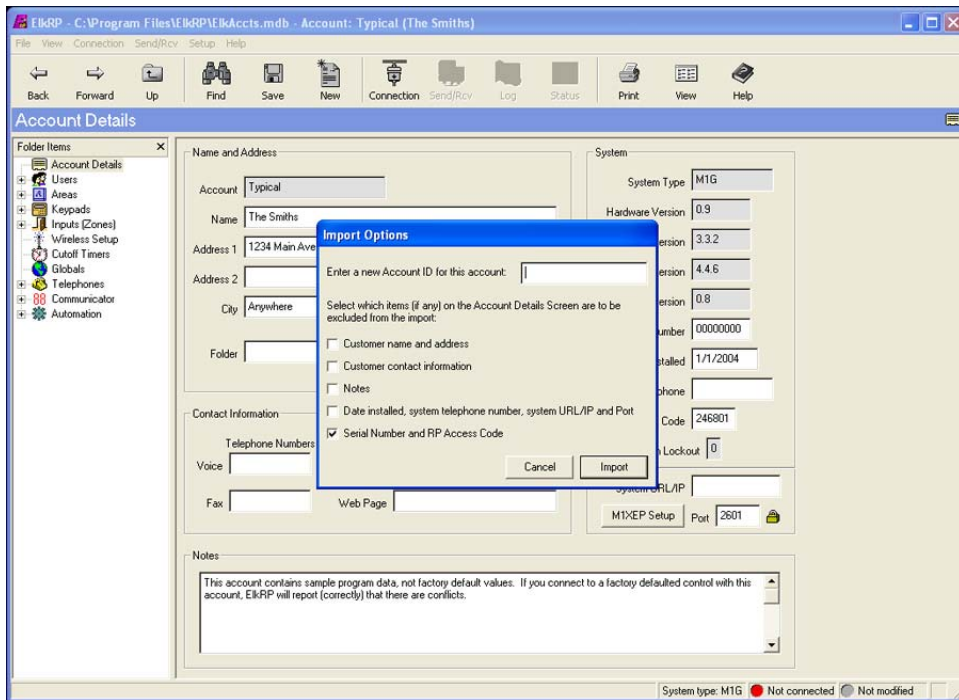 ElkRP - C:\Program Files\ElkRP\ElkAccts.mdb - Account: Typical (The Smiths)
File View Connection Send/Rcv Setup Help
Back Forward Up Find Save New Connection Send/Rcv Log Status Print View Help
Account Details
Folder Items
Account Details
Users
Areas
Keypads
Inputs (Zones)
Wireless Setup
Cutoff Timers
Globals
Telephones
88 Communicator
Automation
Name and Address
Account Typical
Name The Smiths
Address 1 1234 Main Ave
Address 2
City Anywhere
Folder
Contact Information
Telephone Numbers
Voice
Fax
Web Page
Import Options
Enter a new Account ID for this account:
Select which items (if any) on the Account Details Screen are to be
excluded from the import:
Customer name and address
Customer contact information
Notes
Date installed, system telephone number, system URL/IP and Port
Serial Number and RP Access Code
Cancel Import
System
System Type M1G
Hardware Version 0.9
ersion 3.3.2
ersion 4.4.6
ersion 0.8
umber 00000000
stalled 1/1/2004
phone
Code 246801
Lockout 0
System URL/IP
M1XEP Setup Port 2601
Notes
This account contains sample program data, not factory default values. If you connect to a factory defaulted control with this
account, ElkRP will report (correctly) that there are conflicts.
System type: M1G Not connected Not modified